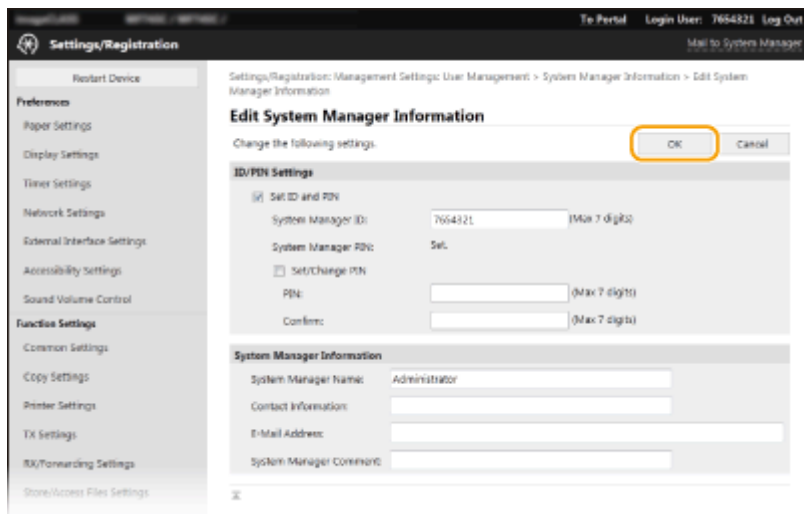 imageCLASS
To Portal Login User: 7654321 Log Out
Settings/Registration
Mail to System Manager
Restart Device
Preferences
Paper Settings
Display Settings
Timer Settings
Network Settings
External Interface Settings
Accessibility Settings
Sound Volume Control
Function Settings
Common Settings
Copy Settings
Printer Settings
TX Settings
RX/Forwarding Settings
Store/Access Files Settings
Settings/Registration: Management Settings: User Management > System Manager Information > Edit System
Manager Information
Edit System Manager Information
Change the following settings.
OK
Cancel
ID/PIN Settings
Set ID and PIN
System Manager ID: 7654321 (Max 7 digits)
System Manager PIN: Set.
Set/Change PIN
PIN: (Max 7 digits)
Confirm: (Max 7 digits)
System Manager Information
System Manager Name: Administrator
Contact Information:
E-Mail Address:
System Manager Comment: